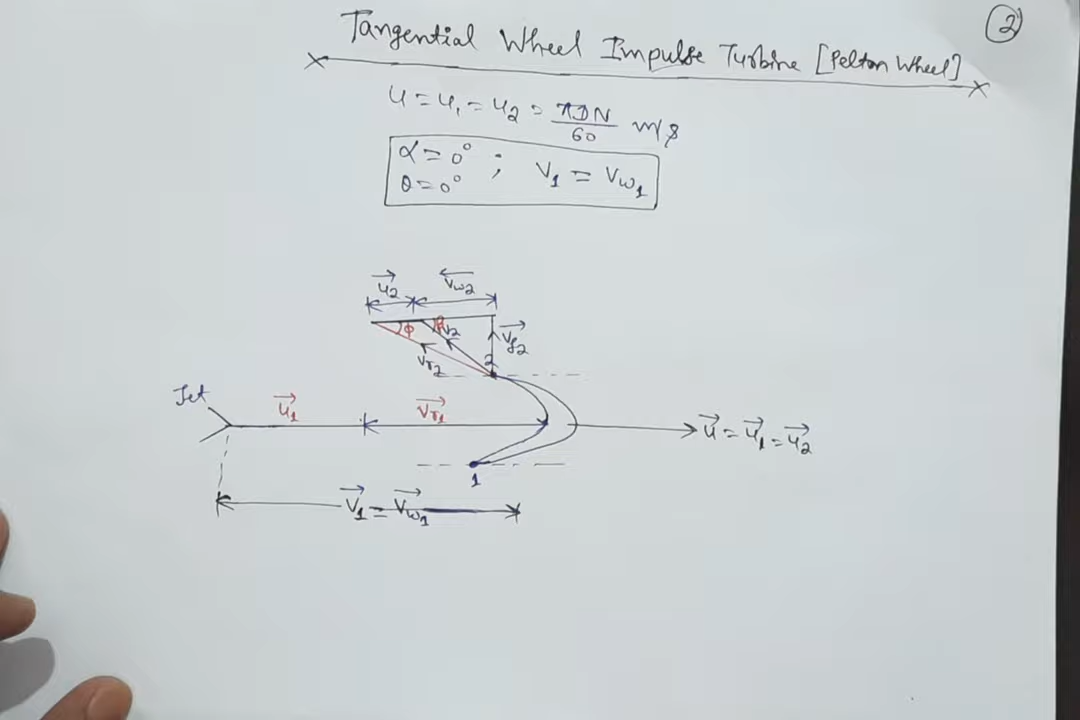 2
Tangential Wheel Impulse Turbine [Pelton Wheel]
u = u₁ = u₂ = πDN/60 m/s
α = 0° ; V₁ = Vw₁
θ = 0°
u₂ Vw₂
ϕ β Vf₂
V₂
Vr₂ 2
Jet u₁ Vr₁ u = u₁ = u₂
1
V₁ = Vw₁